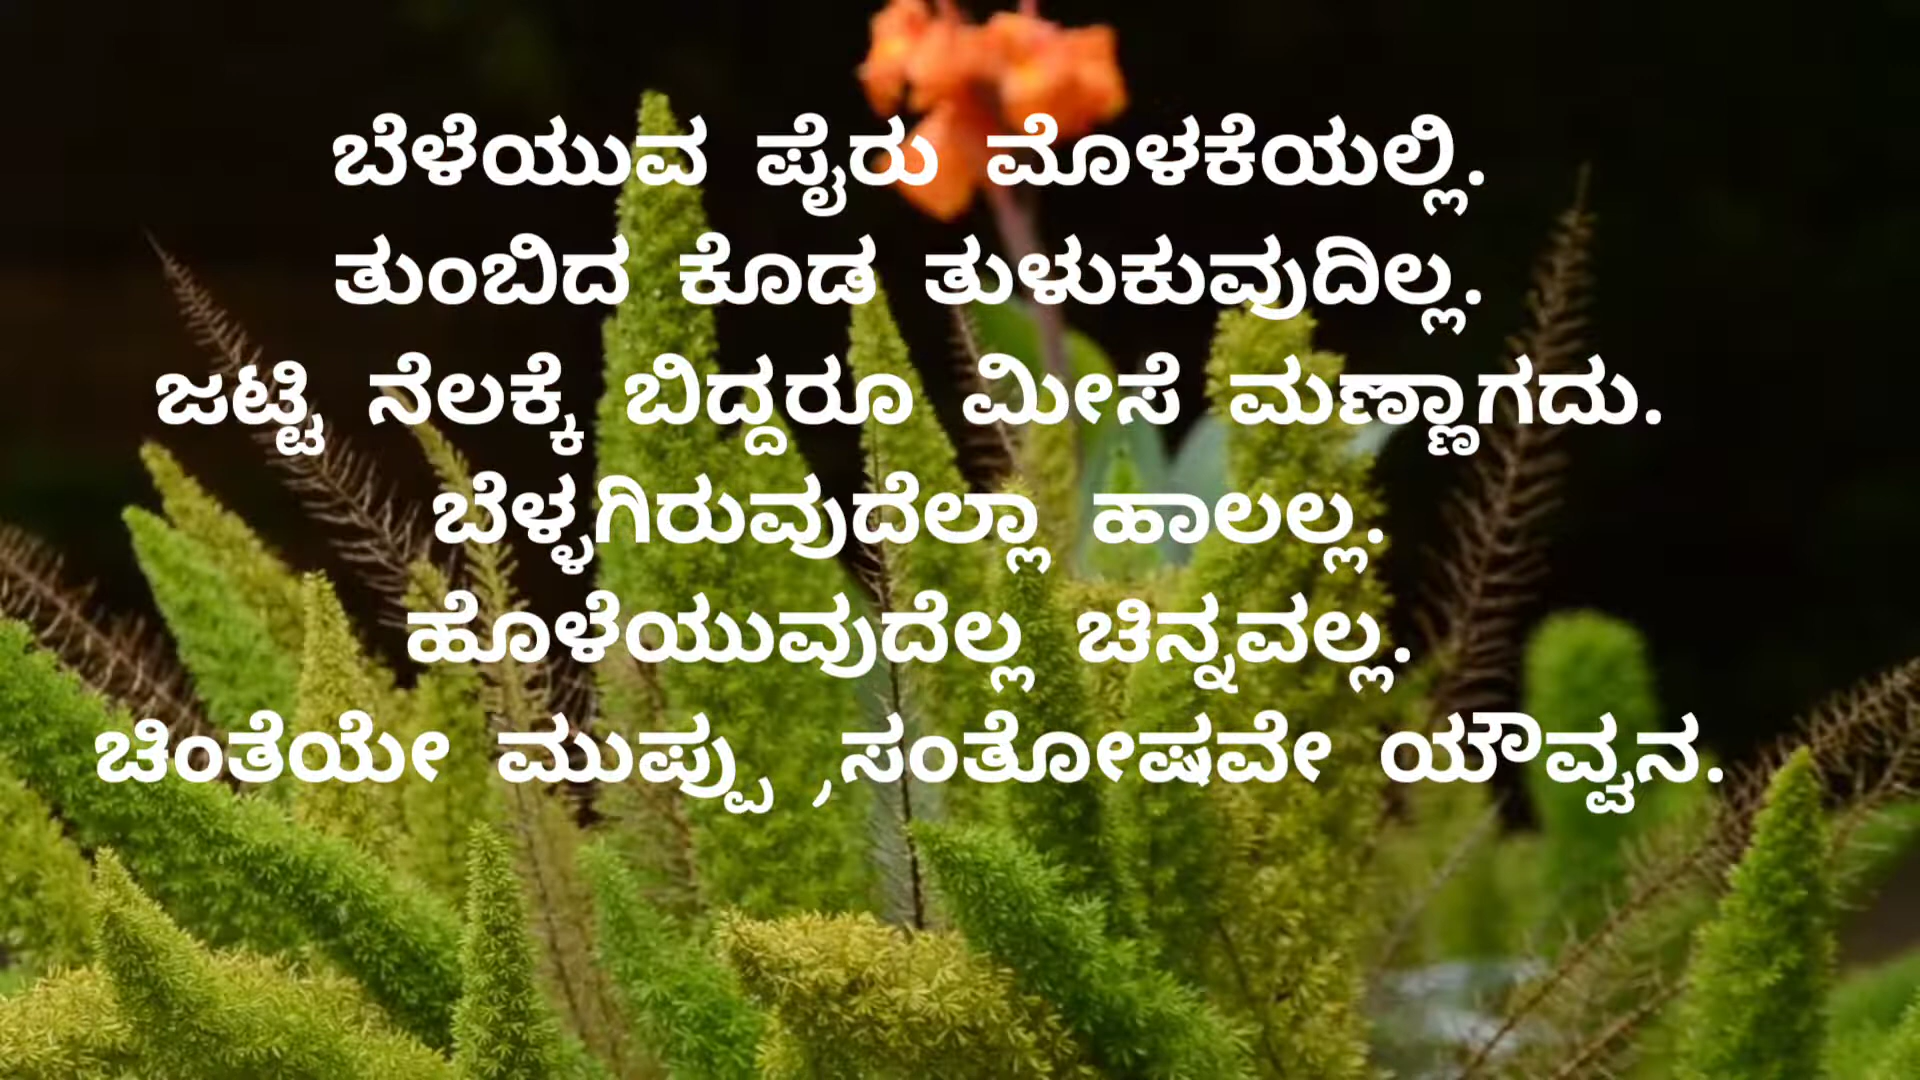 ಬೆಳೆಯುವ ಪೈರು ಮೊಳಕೆಯಲ್ಲಿ.
ತುಂಬಿದ ಕೊಡ ತುಳುಕುವುದಿಲ್ಲ.
ಜಟ್ಟಿ ನೆಲಕ್ಕೆ ಬಿದ್ದರೂ ಮೀಸೆ ಮಣ್ಣಾಗದು.
ಬೆಳ್ಳಗಿರುವುದೆಲ್ಲಾ ಹಾಲಲ್ಲ.
ಹೊಳೆಯುವುದೆಲ್ಲ ಚಿನ್ನವಲ್ಲ.
ಚಿಂತೆಯೇ ಮುಪ್ಪು ,ಸಂತೋಷವೇ ಯೌವ್ವನ.